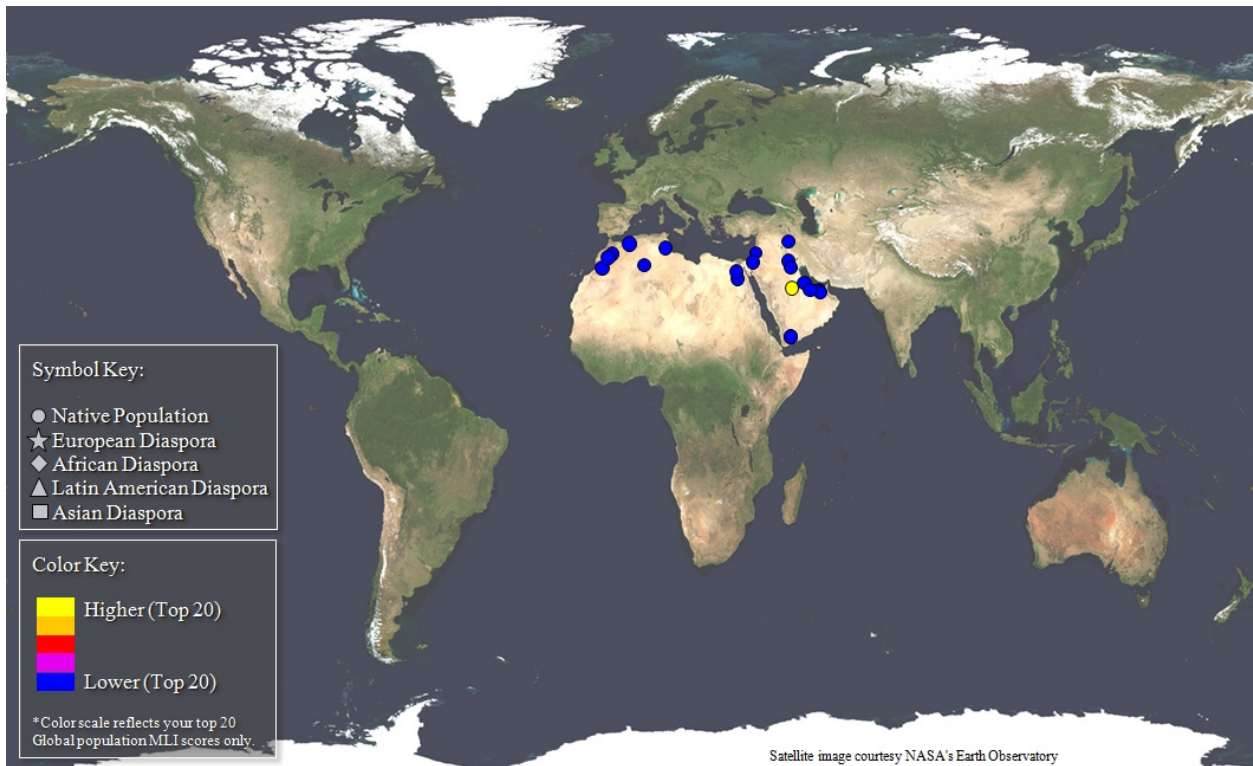 Symbol Key:
Native Population
European Diaspora
African Diaspora
Latin American Diaspora
Asian Diaspora
Color Key:
Higher (Top 20)
Lower (Top 20)
*Color scale reflects your top 20
Global population MLI scores only.
Satellite image courtesy NASA's Earth Observatory